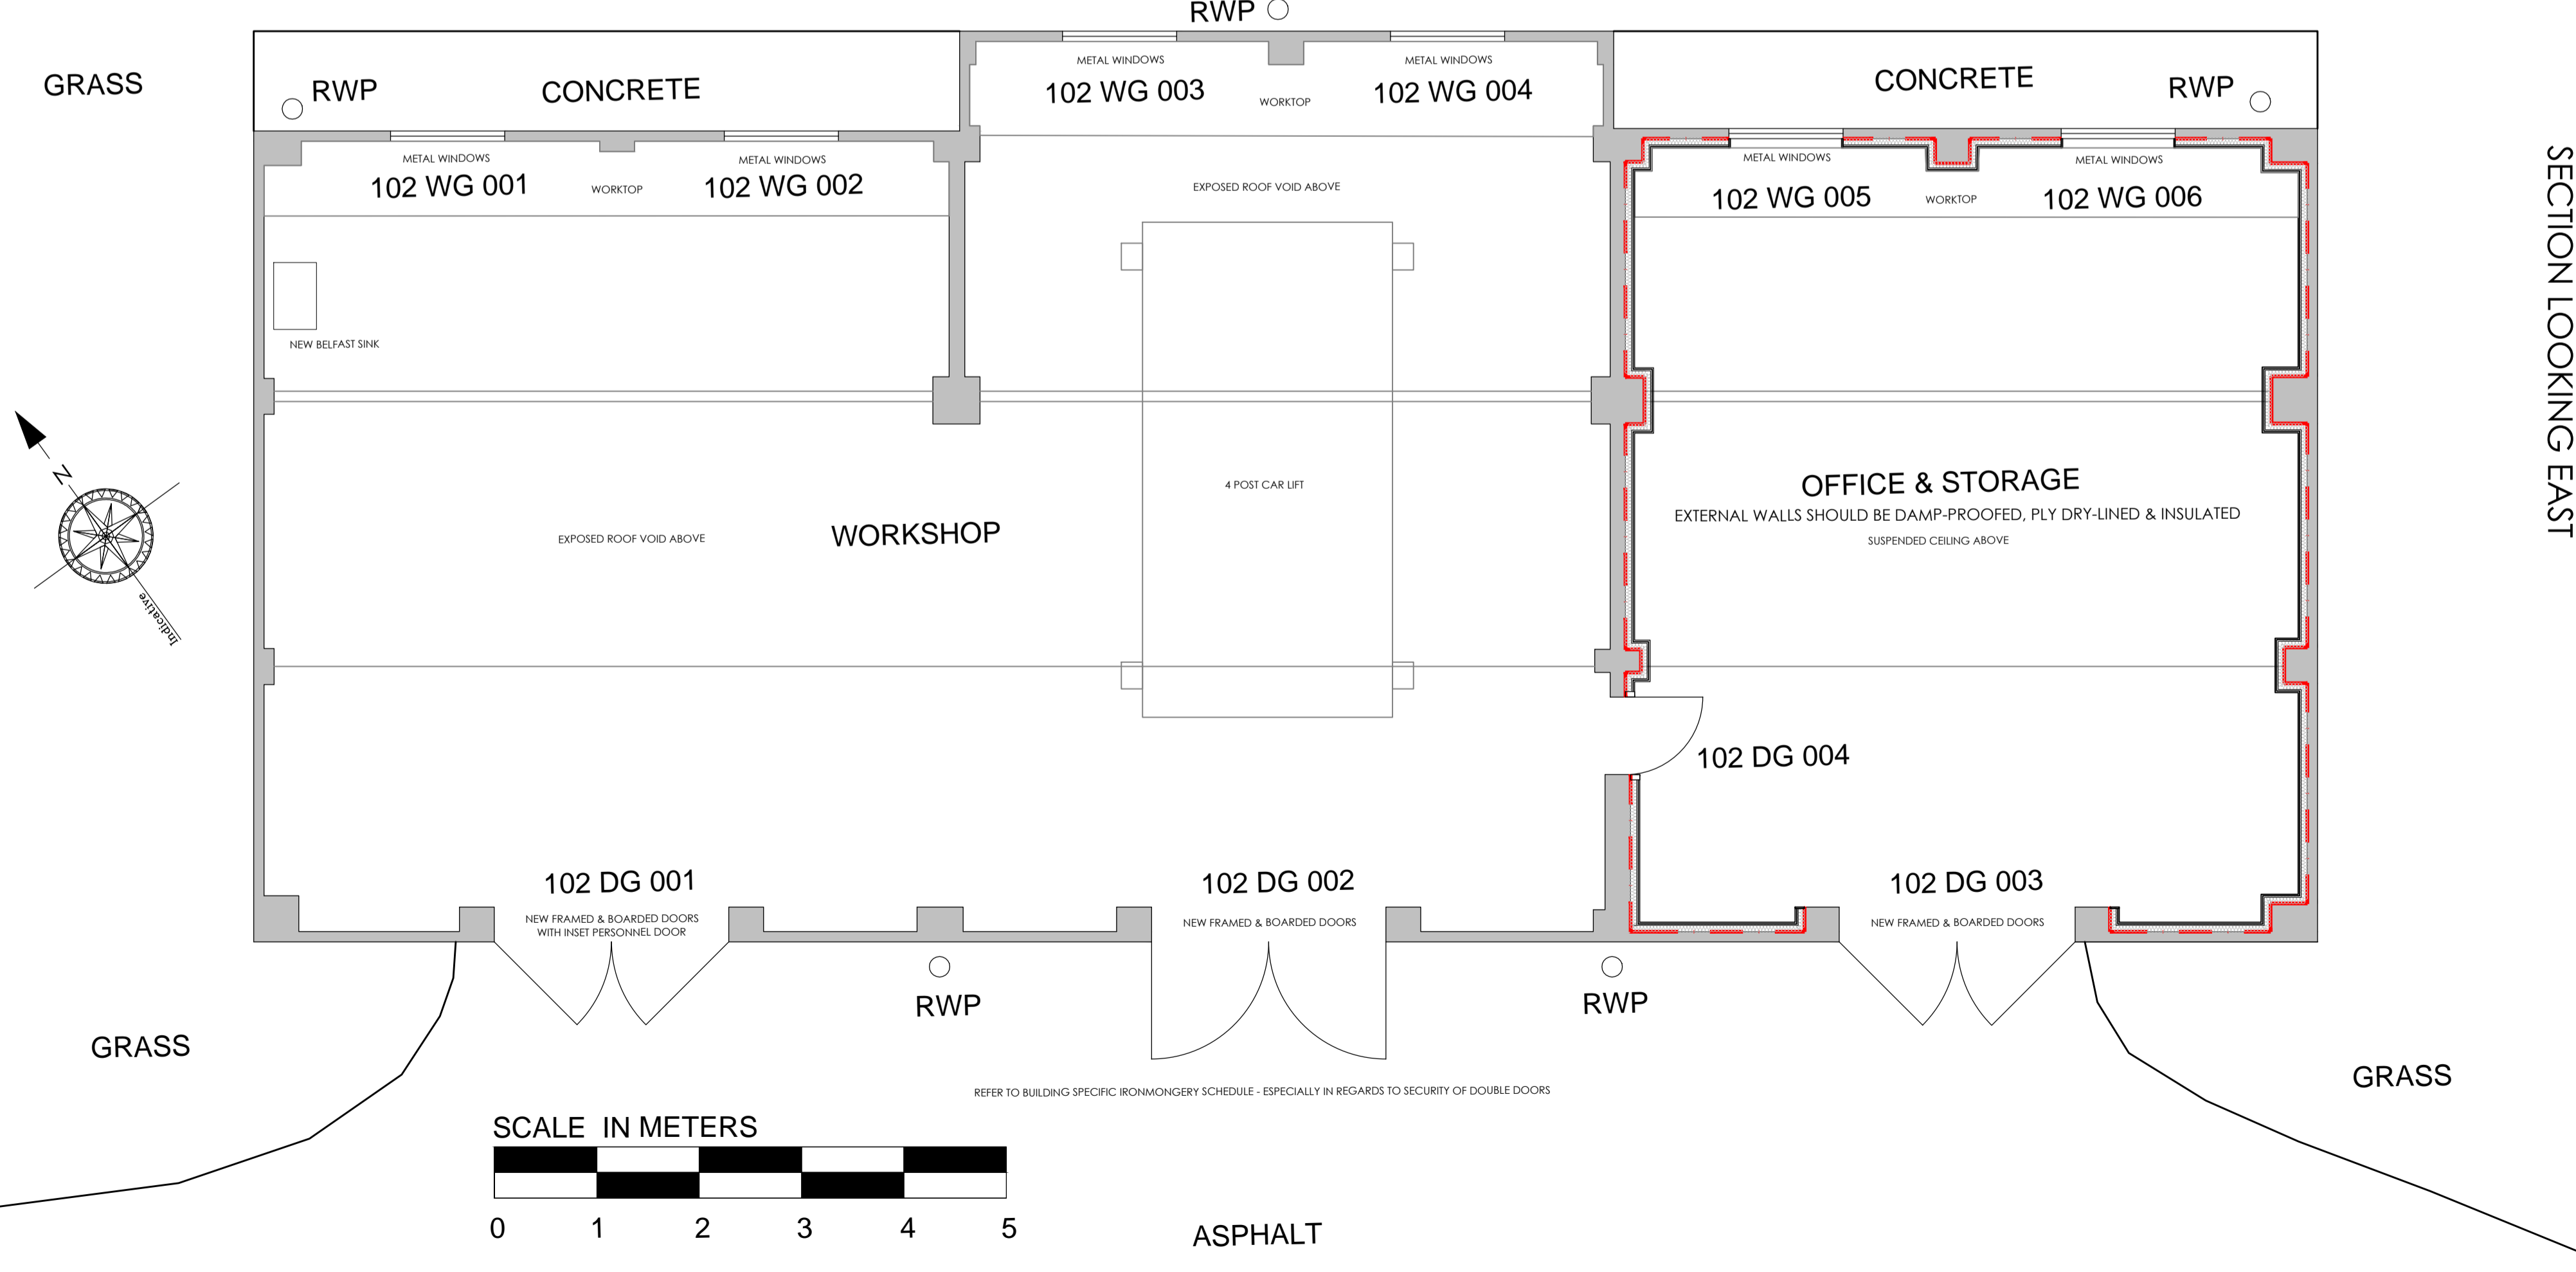 RWP
GRASS
RWP
CONCRETE
METAL WINDOWS
102 WG 003
WORKTOP
METAL WINDOWS
102 WG 004
CONCRETE
RWP
METAL WINDOWS
102 WG 001
WORKTOP
METAL WINDOWS
102 WG 002
EXPOSED ROOF VOID ABOVE
METAL WINDOWS
102 WG 005
WORKTOP
METAL WINDOWS
102 WG 006
SECTION LOOKING EAST
NEW BELFAST SINK
N
Indicative
4 POST CAR LIFT
EXPOSED ROOF VOID ABOVE
WORKSHOP
OFFICE & STORAGE
EXTERNAL WALLS SHOULD BE DAMP-PROOFED, PLY DRY-LINED & INSULATED
SUSPENDED CEILING ABOVE
102 DG 004
102 DG 001
NEW FRAMED & BOARDED DOORS
WITH INSET PERSONNEL DOOR
102 DG 002
NEW FRAMED & BOARDED DOORS
102 DG 003
NEW FRAMED & BOARDED DOORS
RWP
RWP
GRASS
GRASS
REFER TO BUILDING SPECIFIC IRONMONGERY SCHEDULE - ESPECIALLY IN REGARDS TO SECURITY OF DOUBLE DOORS
SCALE IN METERS
0 1 2 3 4 5
ASPHALT